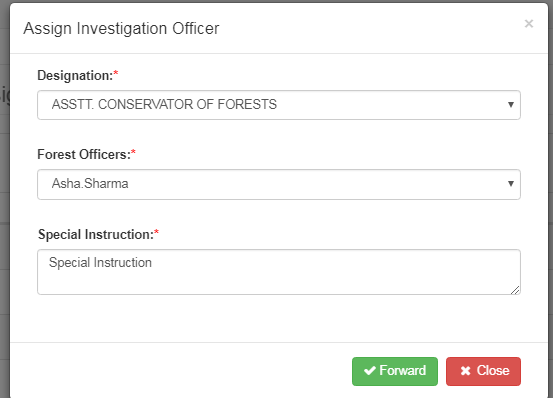 Assign Investigation Officer ×
Designation:*
ASSTT. CONSERVATOR OF FORESTS
Forest Officers:*
Asha.Sharma
Special Instruction:*
Special Instruction
Forward Close